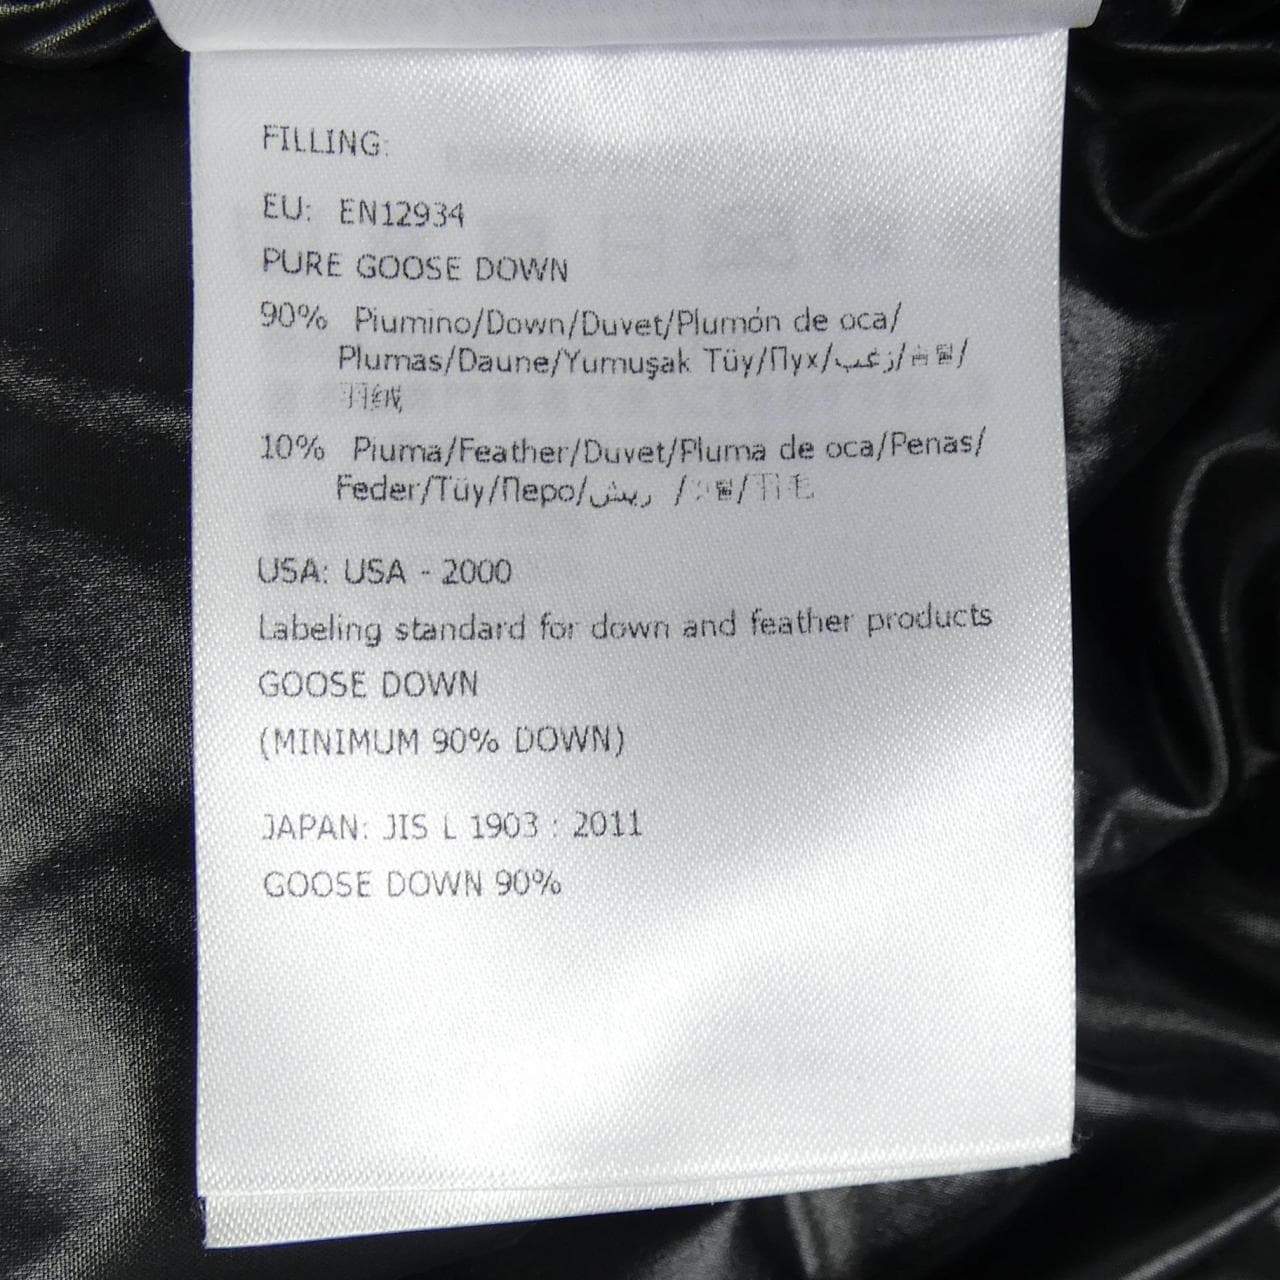 FILLING:
EU: EN12934
PURE GOOSE DOWN
90% Piumino/Down/Duvet/Plumón de oca/
Plumas/Daune/Yumuşak Tüy/Пух/زغب/
羽绒
10% Piuma/Feather/Duvet/Pluma de oca/Penas/
Feder/Tüy/Перо/ريش /羽毛
USA: USA - 2000
Labeling standard for down and feather products
GOOSE DOWN
(MINIMUM 90% DOWN)
JAPAN: JIS L 1903 : 2011
GOOSE DOWN 90%